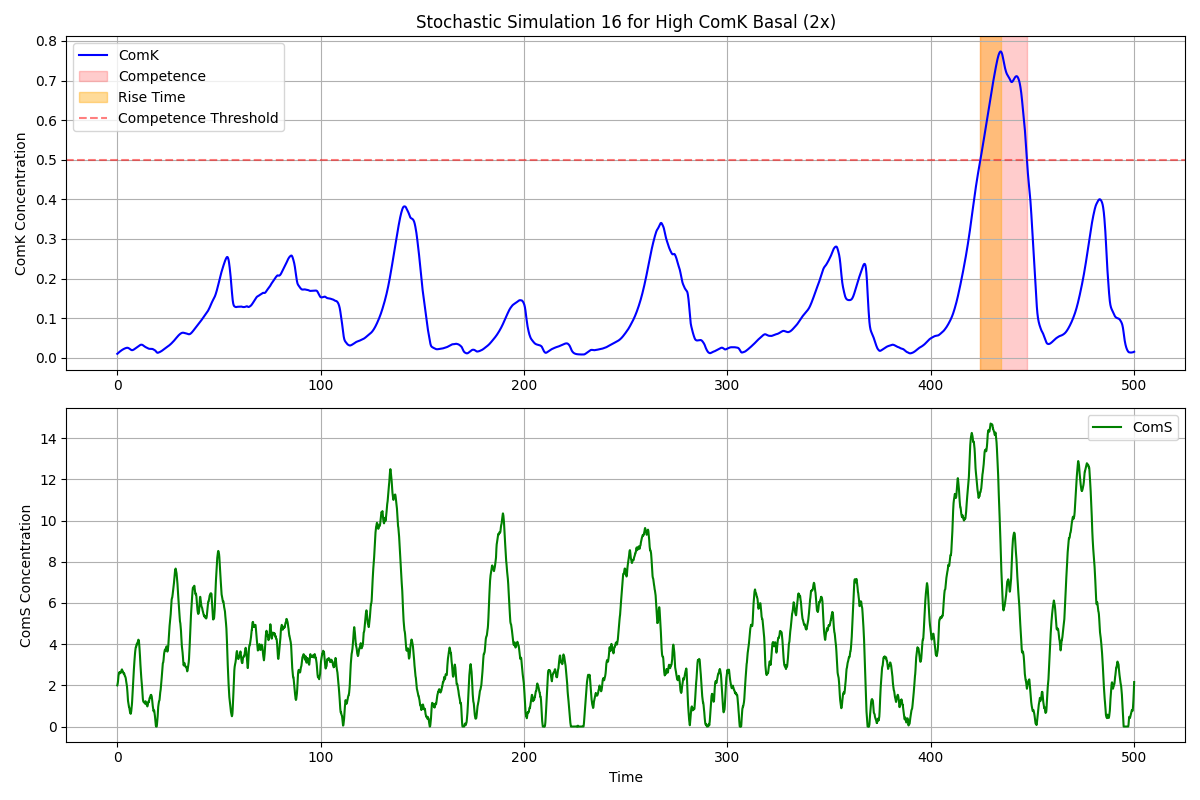 Stochastic Simulation 16 for High ComK Basal (2x)
ComK Concentration
0.8
0.7
0.6
0.5
0.4
0.3
0.2
0.1
0.0
ComK
Competence
Rise Time
Competence Threshold
0 100 200 300 400 500
ComS Concentration
14
12
10
8
6
4
2
0
ComS
0 100 200 300 400 500
Time